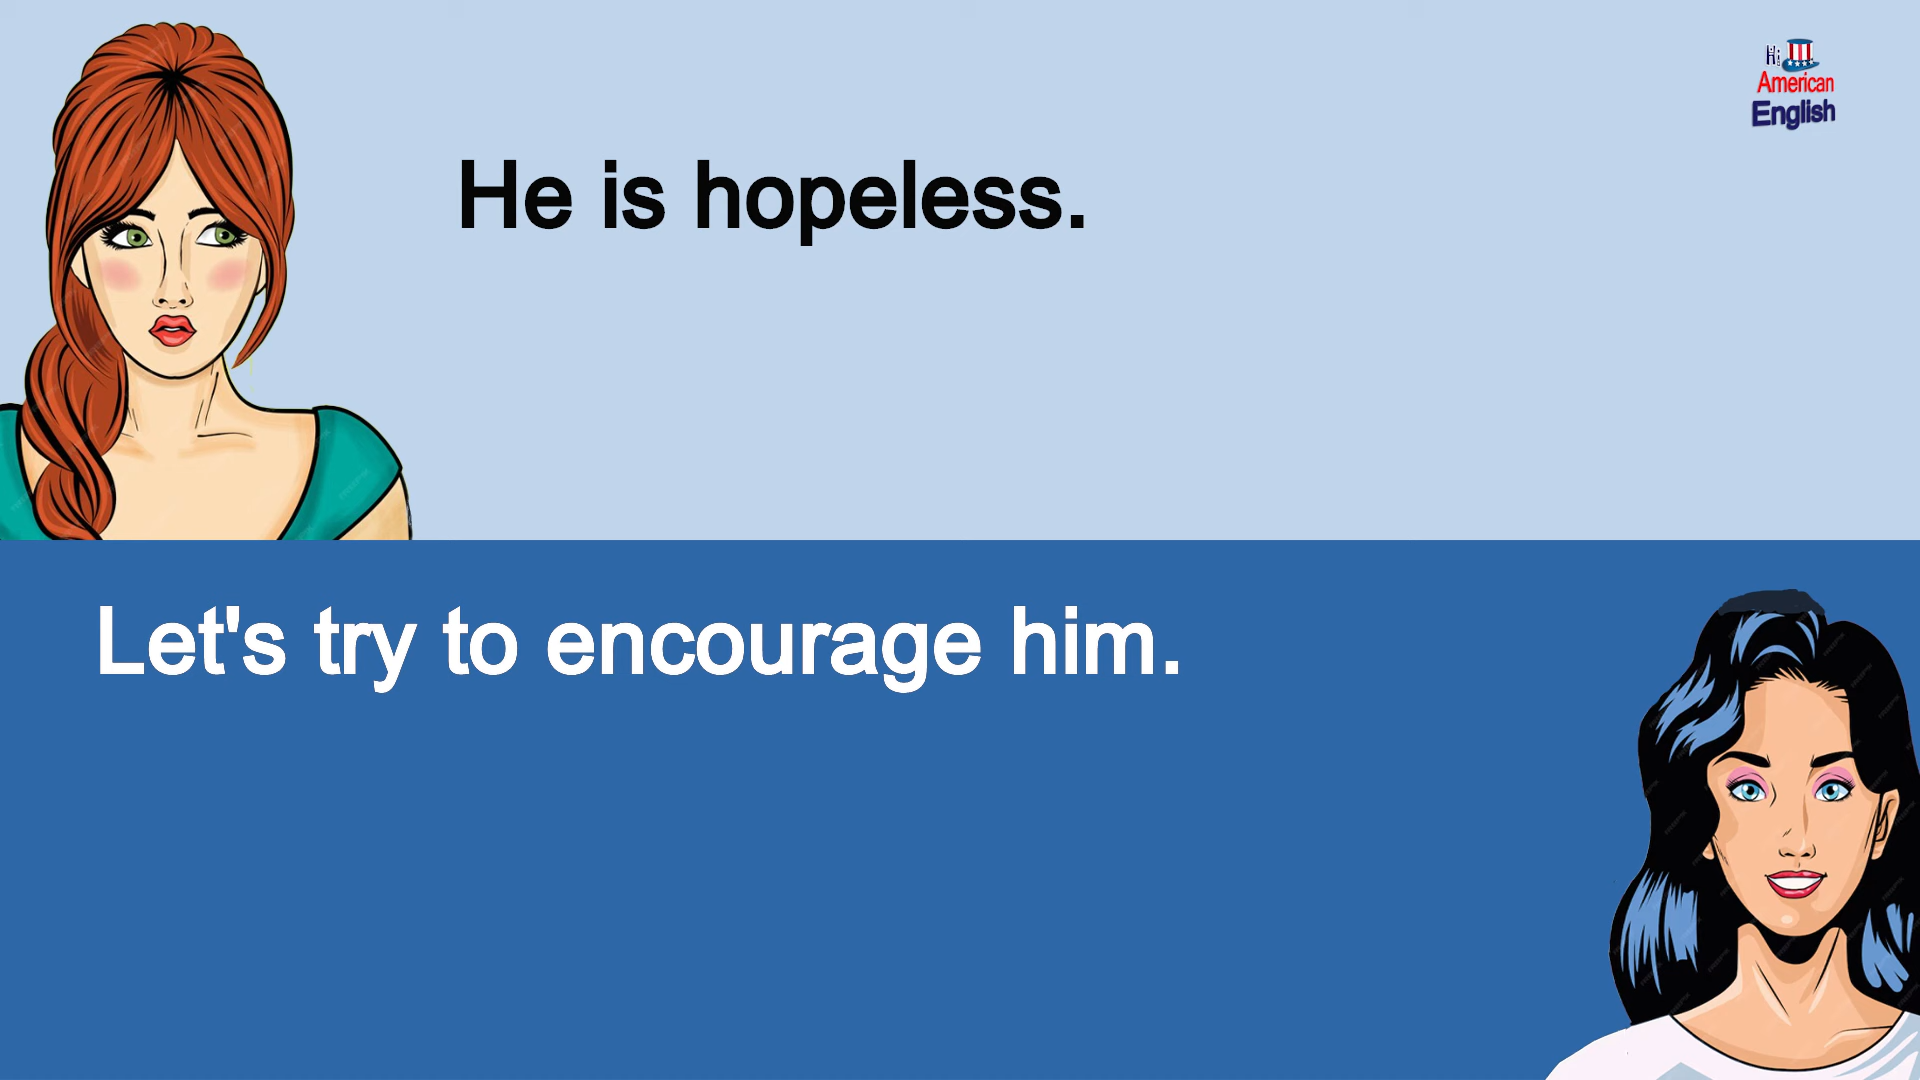 He is hopeless.
Hi
American
English
Let's try to encourage him.